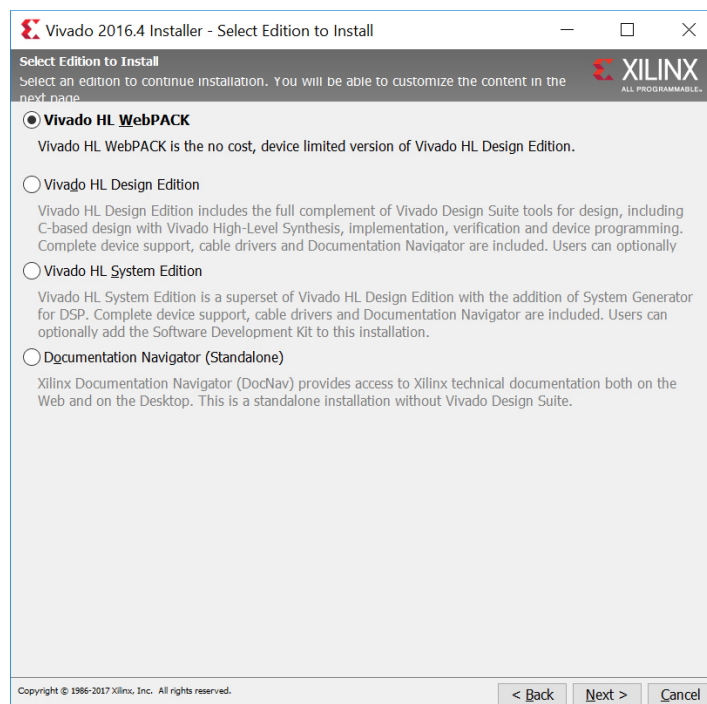 Vivado 2016.4 Installer - Select Edition to Install
Select Edition to Install
Select an edition to continue installation. You will be able to customize the content in the
next page.
XILINX
ALL PROGRAMMABLE.
Vivado HL WebPACK
Vivado HL WebPACK is the no cost, device limited version of Vivado HL Design Edition.
Vivado HL Design Edition
Vivado HL Design Edition includes the full complement of Vivado Design Suite tools for design, including
C-based design with Vivado High-Level Synthesis, implementation, verification and device programming.
Complete device support, cable drivers and Documentation Navigator are included. Users can optionally
Vivado HL System Edition
Vivado HL System Edition is a superset of Vivado HL Design Edition with the addition of System Generator
for DSP. Complete device support, cable drivers and Documentation Navigator are included. Users can
optionally add the Software Development Kit to this installation.
Documentation Navigator (Standalone)
Xilinx Documentation Navigator (DocNav) provides access to Xilinx technical documentation both on the
Web and on the Desktop. This is a standalone installation without Vivado Design Suite.
Copyright © 1986-2017 Xilinx, Inc. All rights reserved.
< Back
Next >
Cancel